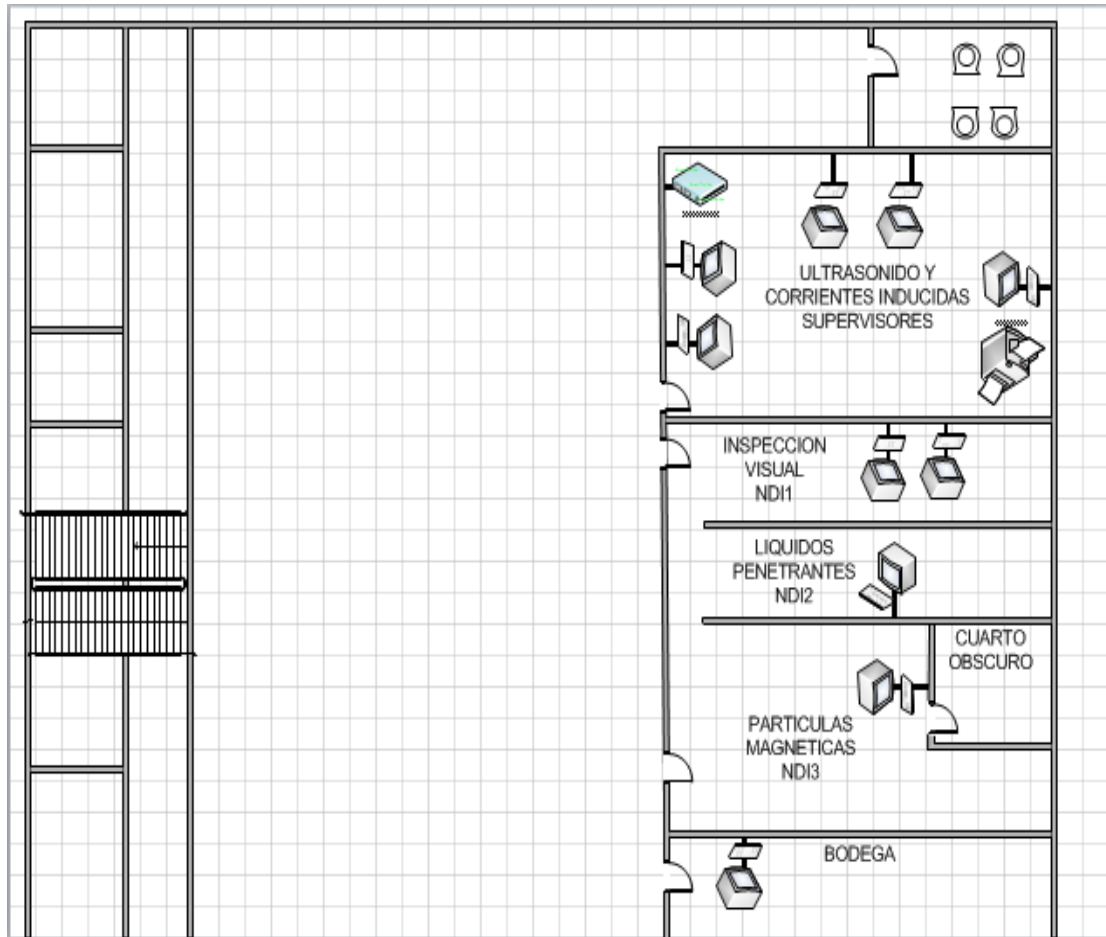 ULTRASONIDO Y
CORRIENTES INDUCIDAS
SUPERVISORES
INSPECCION
VISUAL
NDI1
LIQUIDOS
PENETRANTES
NDI2
CUARTO
OBSCURO
PARTICULAS
MAGNETICAS
NDI3
BODEGA